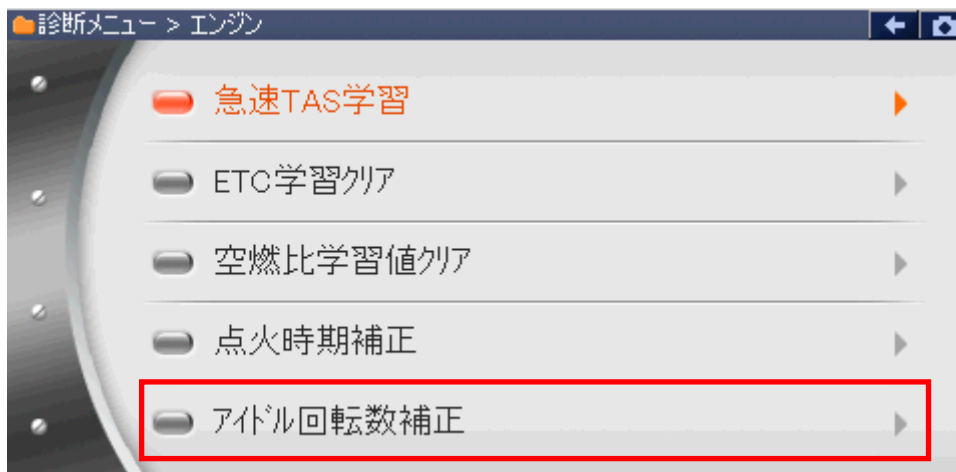 診断メニュー > エンジン
急速TAS学習
ETC学習クリア
空燃比学習値クリア
点火時期補正
アイドル回転数補正